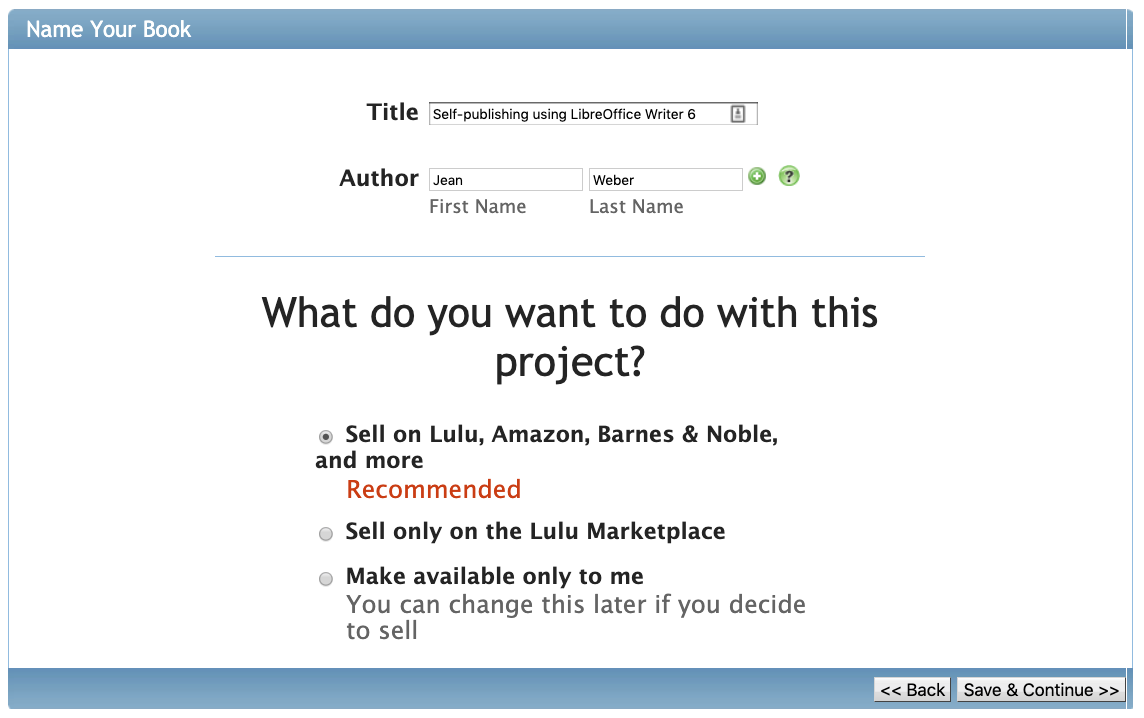 Name Your Book
Title Self-publishing using LibreOffice Writer 6
Author Jean Weber ?
First Name Last Name
What do you want to do with this
project?
Sell on Lulu, Amazon, Barnes & Noble,
and more
Recommended
Sell only on the Lulu Marketplace
Make available only to me
You can change this later if you decide
to sell
<< Back Save & Continue >>